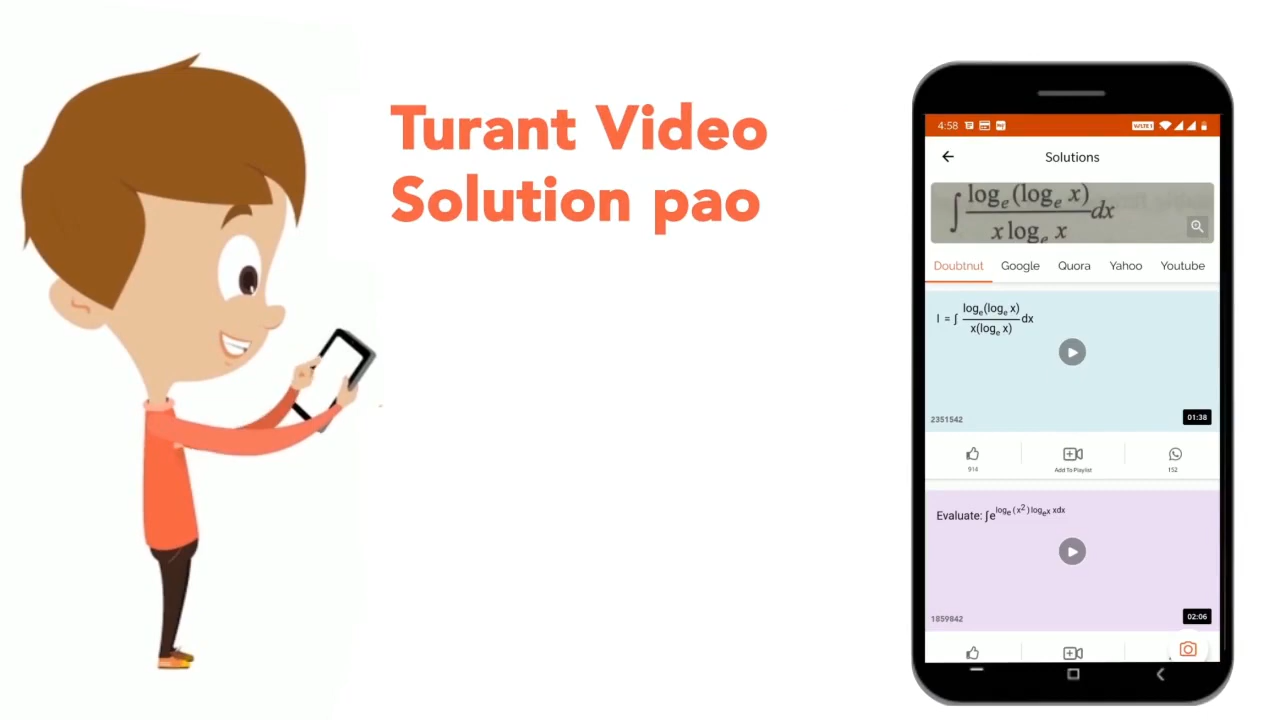 Turant Video
Solution pao
4:58
VoLTE1
Solutions
∫ logₑ(logₑ x) / x logₑ x dx
Doubtnut Google Quora Yahoo Youtube
I = ∫ logₑ(logₑ x) / x(logₑ x) dx
2351542 01:38
914 Add To Playlist 152
Evaluate: ∫e^logₑ(x²)logₑx xdx
1859842 02:06